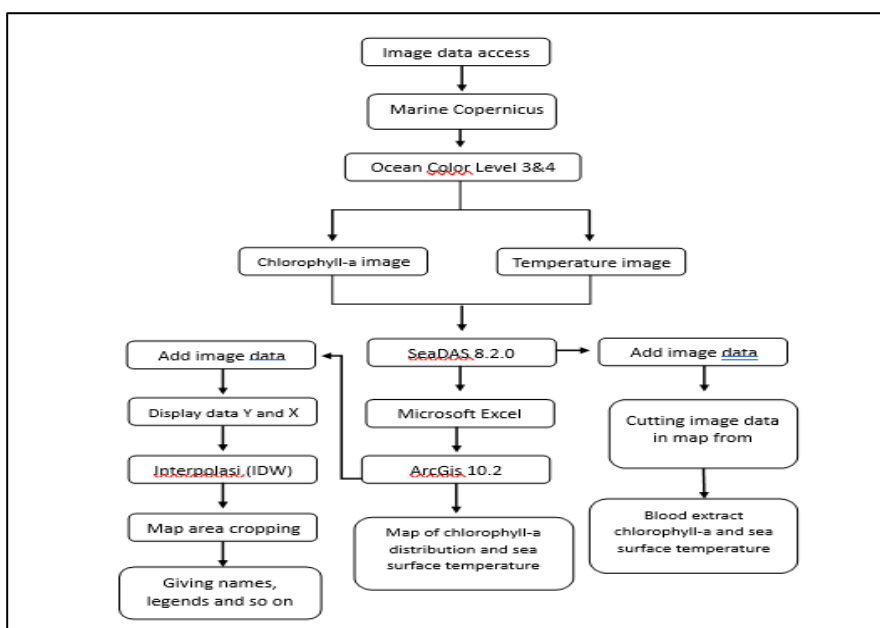 Image data access
Marine Copernicus
Ocean Color Level 3&4
Chlorophyll-a image
Temperature image
SeaDAS 8.2.0
Add image data
Cutting image data
in map from
Blood extract
chlorophyll-a and sea
surface temperature
Microsoft Excel
ArcGis 10.2
Map of chlorophyll-a
distribution and sea
surface temperature
Add image data
Display data Y and X
Interpolasi (IDW)
Map area cropping
Giving names,
legends and so on